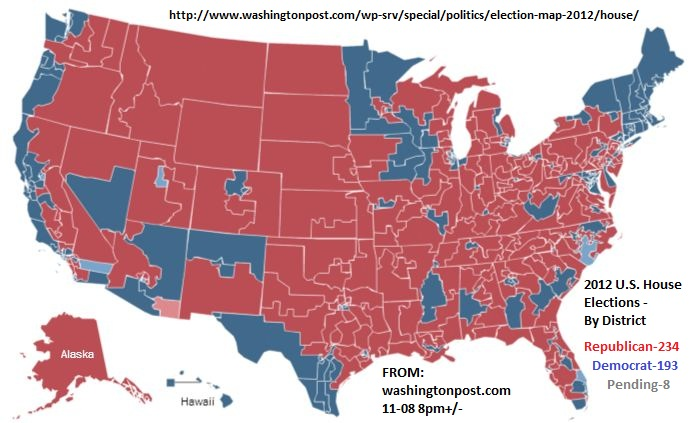 http://www.washingtonpost.com/wp-srv/special/politics/election-map-2012/house/
2012 U.S. House
Elections -
By District
Republican-234
Democrat-193
Pending-8
Alaska
Hawaii
FROM:
washingtonpost.com
11-08 8pm+/-